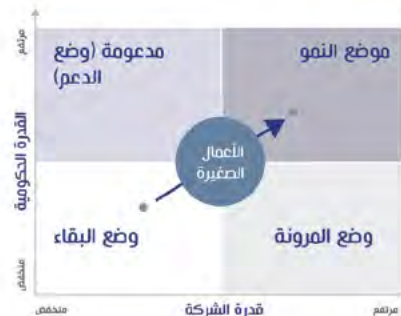 مرتفع
القدرة الحكومية
منخفض
موضع النمو
مدعومة (وضع
الدعم)
الأعمال
الصغيرة
وضع المرونة
وضع البقاء
منخفض
قدرة الشركة
مرتفع